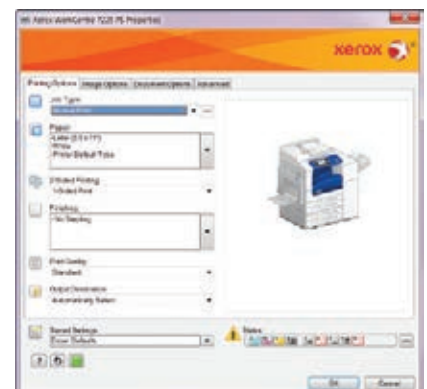 Xerox WorkCentre 7220 PS Properties
xerox
Printing Options Image Options Document Options Advanced
Job Type
Normal Print
Paper
Letter (8.5 x 11")
White
Printer Default Type
2-Sided Printing
1-Sided Print
Finishing
No Stapling
Print Quality
Standard
Output Destination
Automatically Select
Saved Settings
Driver Defaults
Status
?
OK Cancel